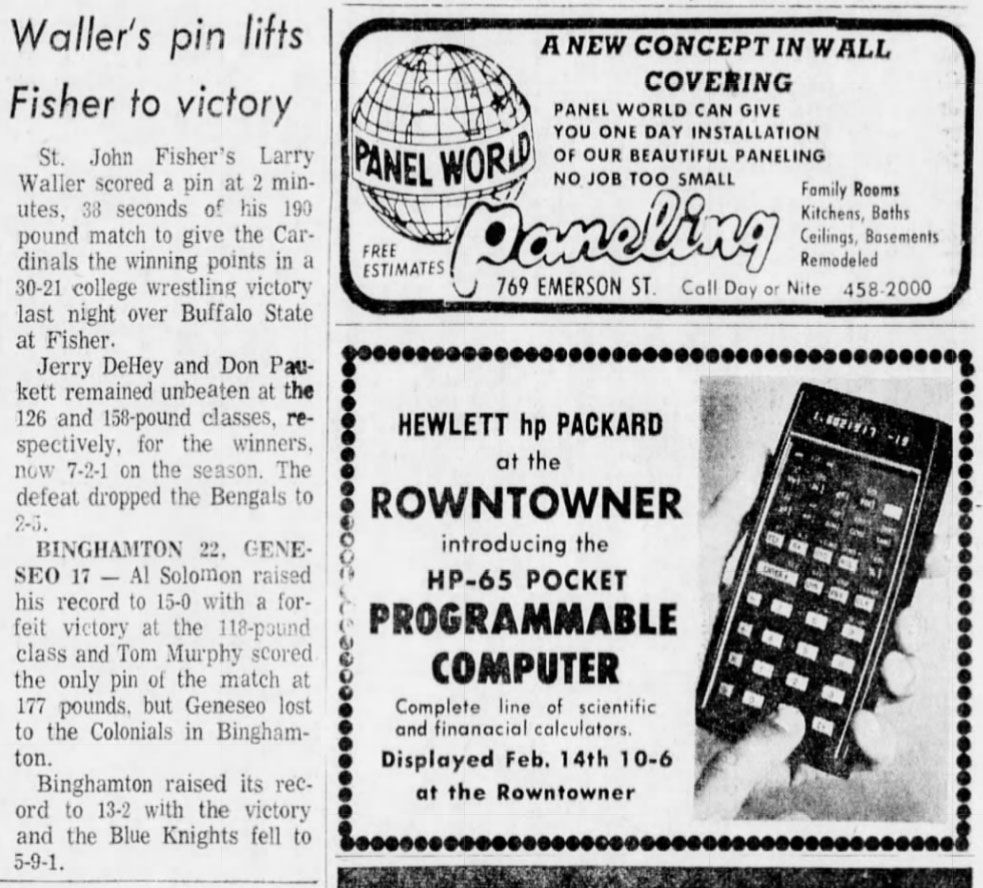 Waller's pin lifts
Fisher to victory
St. John Fisher's Larry
Waller scored a pin at 2 min-
utes, 38 seconds of his 190
pound match to give the Car-
dinals the winning points in a
30-21 college wrestling victory
last night over Buffalo State
at Fisher.
Jerry DeHey and Don Pau-
kett remained unbeaten at the
126 and 158-pound classes, re-
spectively, for the winners,
now 7-2-1 on the season. The
defeat dropped the Bengals to
2-5.
BINGHAMTON 22, GENE-
SEO 17 — Al Solomon raised
his record to 15-0 with a for-
feit victory at the 118-pound
class and Tom Murphy scored
the only pin of the match at
177 pounds, but Geneseo lost
to the Colonials in Bingham-
ton.
Binghamton raised its rec-
ord to 13-2 with the victory
and the Blue Knights fell to
5-9-1.
A NEW CONCEPT IN WALL
COVERING
PANEL WORLD CAN GIVE
YOU ONE DAY INSTALLATION
OF OUR BEAUTIFUL PANELING
NO JOB TOO SMALL
PANEL WORLD
FREE
ESTIMATES
Paneling
Family Rooms
Kitchens, Baths
Ceilings, Basements
Remodeled
769 EMERSON ST. Call Day or Nite 458-2000
HEWLETT hp PACKARD
at the
ROWNTOWNER
introducing the
HP-65 POCKET
PROGRAMMABLE
COMPUTER
Complete line of scientific
and finanacial calculators.
Displayed Feb. 14th 10-6
at the Rowntowner